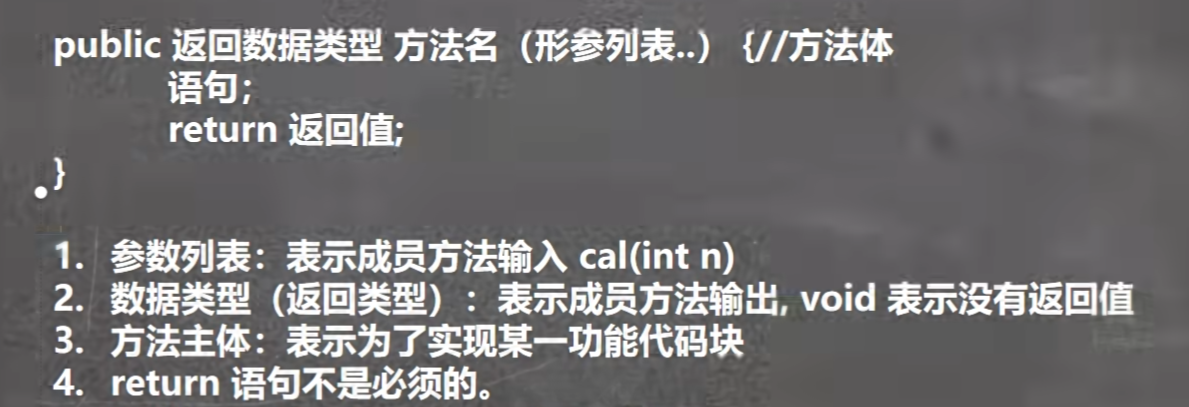 public 返回数据类型 方法名（形参列表..） {//方法体
语句；
return 返回值;
}
1. 参数列表：表示成员方法输入 cal(int n)
2. 数据类型（返回类型）：表示成员方法输出, void 表示没有返回值
3. 方法主体：表示为了实现某一功能代码块
4. return 语句不是必须的。